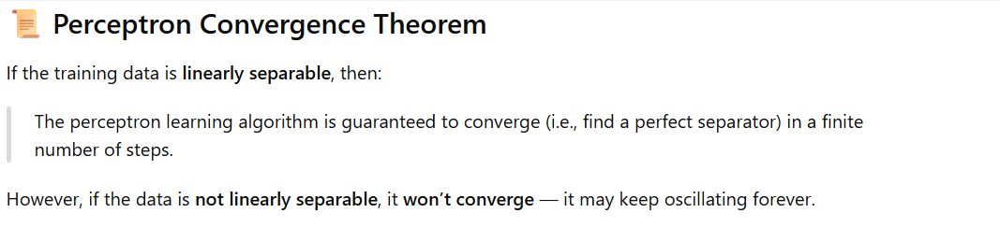 📜 Perceptron Convergence Theorem
If the training data is linearly separable, then:
The perceptron learning algorithm is guaranteed to converge (i.e., find a perfect separator) in a finite
number of steps.
However, if the data is not linearly separable, it won’t converge — it may keep oscillating forever.